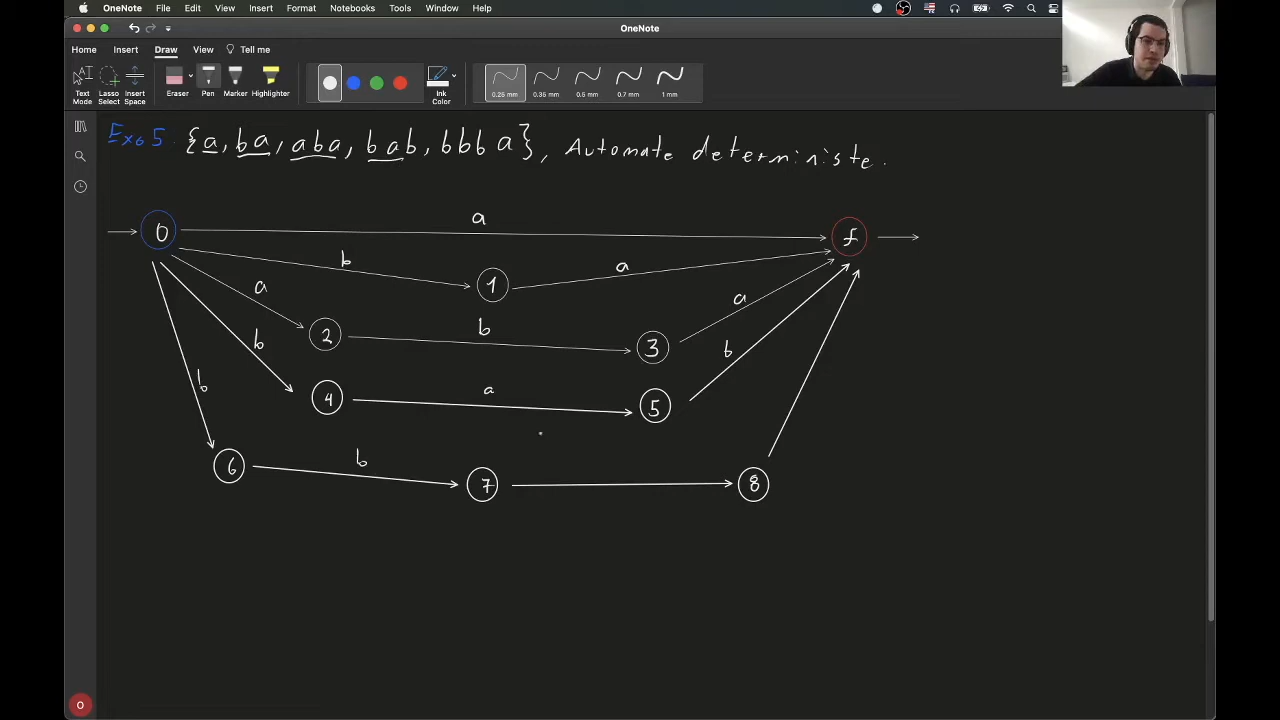 OneNote File Edit View Insert Format Notebooks Tools Window Help
OneNote
Home Insert Draw View Tell me
Text Mode Lasso Select Insert Space Eraser Pen Marker Highlighter Ink Color 0.25 mm 0.35 mm 0.5 mm 0.7 mm 1 mm
Exo 5. {a, ba, aba, bab, bbba}, Automate deterministe.
a
0 f
b a
1
a a
b
2 3
b b
4 a 5
b
b
6 7 8
O